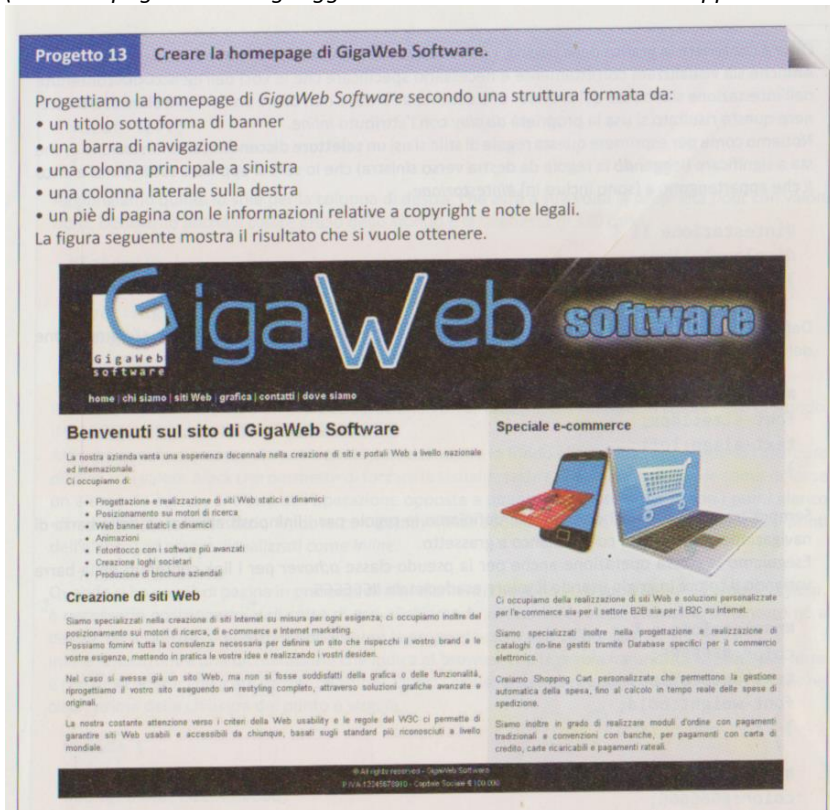 Progetto 13 Creare la homepage di GigaWeb Software.
Progettiamo la homepage di GigaWeb Software secondo una struttura formata da:
• un titolo sottoforma di banner
• una barra di navigazione
• una colonna principale a sinistra
• una colonna laterale sulla destra
• un piè di pagina con le informazioni relative a copyright e note legali.
La figura seguente mostra il risultato che si vuole ottenere.
GigaWeb software
GigaWeb
software
home | chi siamo | siti Web | grafica | contatti | dove siamo
Benvenuti sul sito di GigaWeb Software
La nostra azienda vanta una esperienza decennale nella creazione di siti e portali Web a livello nazionale
ed internazionale.
Ci occupiamo di:
• Progettazione e realizzazione di siti Web statici e dinamici
• Posizionamento sui motori di ricerca
• Web banner statici e dinamici
• Animazioni
• Fotoritocco con i software più avanzati
• Creazione loghi societari
• Produzione di brochure aziendali
Creazione di siti Web
Siamo specializzati nella creazione di siti Internet su misura per ogni esigenza; ci occupiamo inoltre del
posizionamento sui motori di ricerca, di e-commerce e Internet marketing.
Possiamo fornirvi tutta la consulenza necessaria per definire un sito che rispecchi il vostro brand e le
vostre esigenze, mettendo in pratica le vostre idee e realizzando i vostri desideri.
Nel caso si avesse già un sito Web, ma non si fosse soddisfatti della grafica o delle funzionalità,
riprogettiamo il vostro sito eseguendo un restyling completo, attraverso soluzioni grafiche avanzate e
originali.
La nostra costante attenzione verso i criteri della Web usability e le regole del W3C ci permette di
garantire siti Web usabili e accessibili da chiunque, basati sugli standard più riconosciuti a livello
mondiale.
Speciale e-commerce
Ci occupiamo della realizzazione di siti Web e soluzioni personalizzate
per l'e-commerce sia per il settore B2B sia per il B2C su Internet.
Siamo specializzati inoltre nella progettazione e realizzazione di
cataloghi on-line gestiti tramite Database specifici per il commercio
elettronico.
Creiamo Shopping Cart personalizzate che permettono la gestione
automatica della spesa, fino al calcolo in tempo reale delle spese di
spedizione.
Siamo inoltre in grado di realizzare moduli d'ordine con pagamenti
tradizionali e convenzioni con banche, per pagamenti con carta di
credito, carte ricaricabili e pagamenti rateali.
© All rights reserved - GigaWeb Software
P.IVA 12345678910 - Capitale Sociale € 100.000